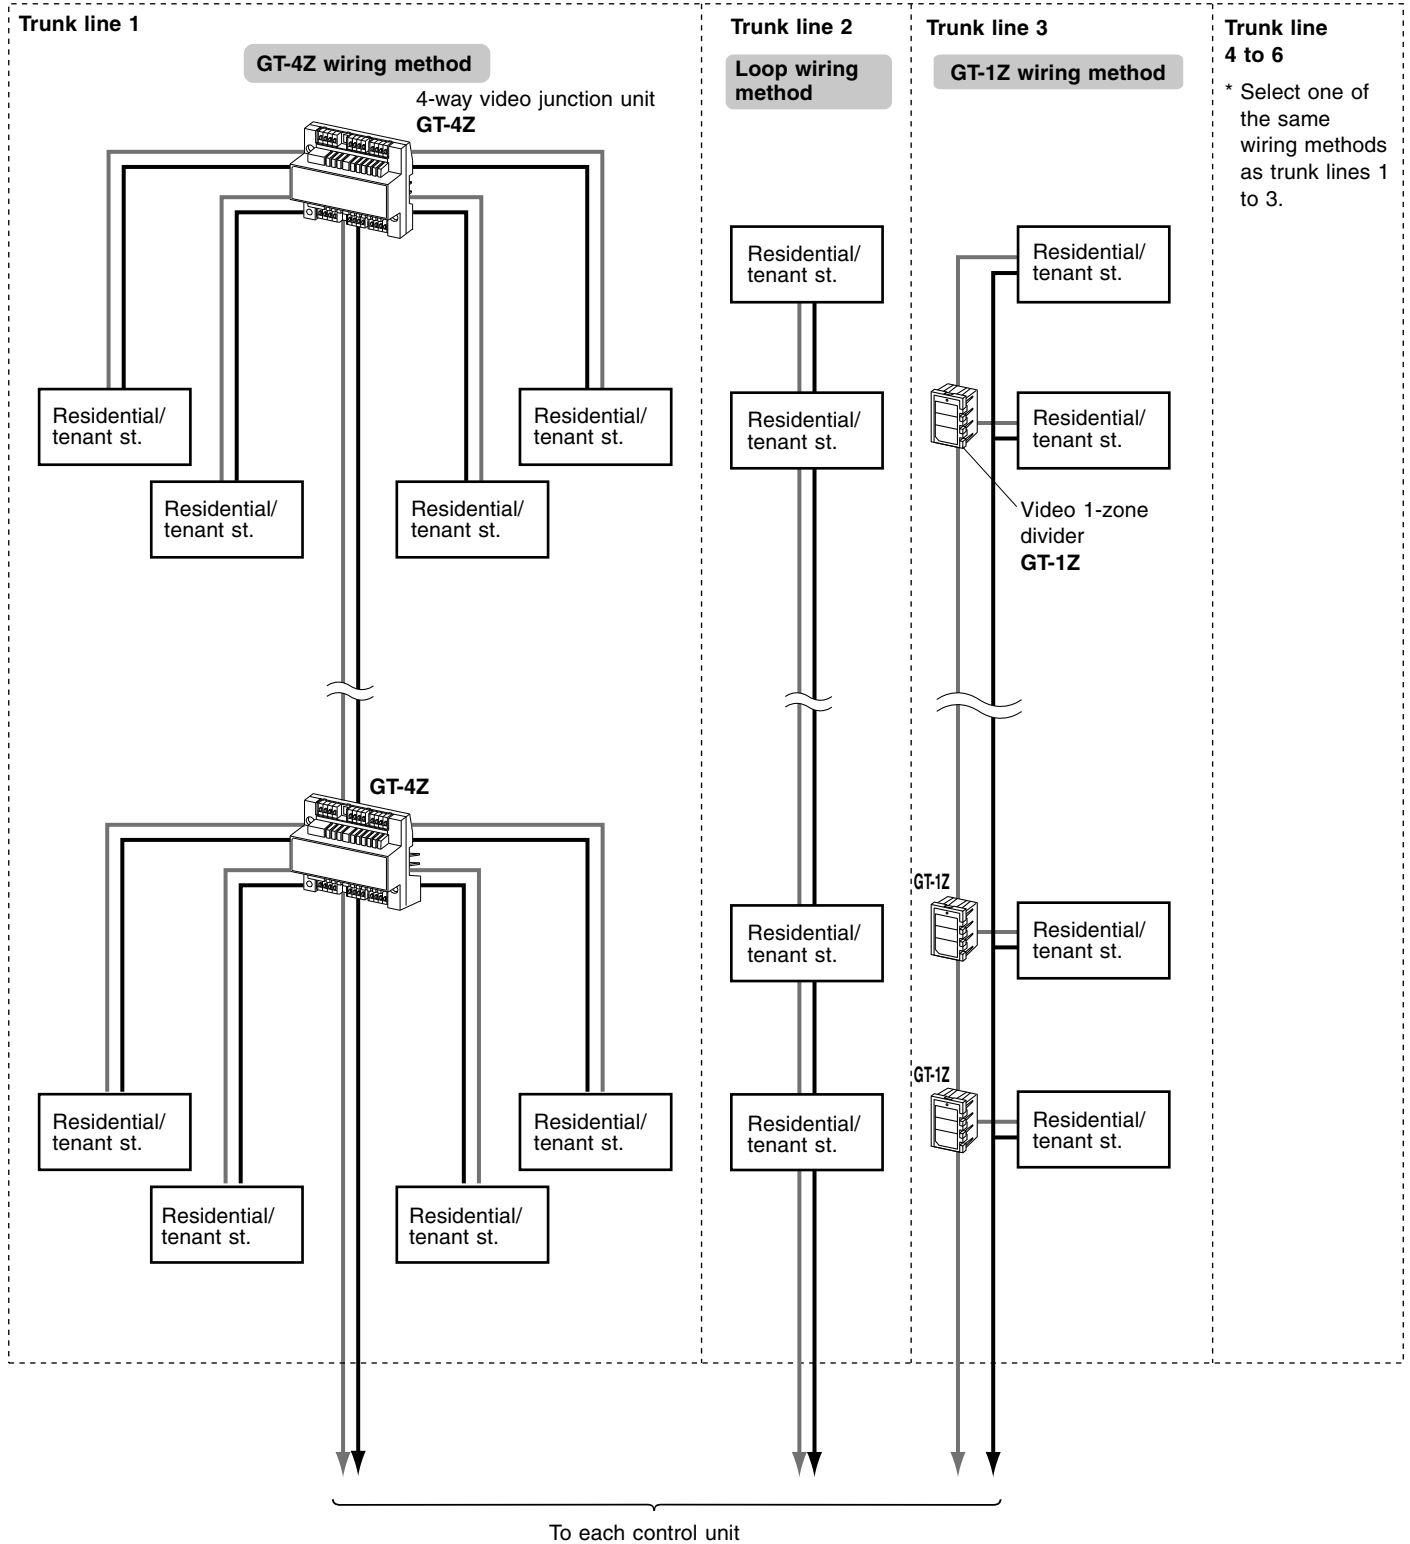 Trunk line 1
GT-4Z wiring method
4-way video junction unit
GT-4Z
Residential/
tenant st.
Residential/
tenant st.
Residential/
tenant st.
Residential/
tenant st.
GT-4Z
Residential/
tenant st.
Residential/
tenant st.
Residential/
tenant st.
Residential/
tenant st.
Trunk line 2
Loop wiring
method
Residential/
tenant st.
Residential/
tenant st.
Residential/
tenant st.
Residential/
tenant st.
Trunk line 3
GT-1Z wiring method
Residential/
tenant st.
Residential/
tenant st.
Video 1-zone
divider
GT-1Z
GT-1Z
Residential/
tenant st.
GT-1Z
Residential/
tenant st.
Trunk line
4 to 6
* Select one of
the same
wiring methods
as trunk lines 1
to 3.
To each control unit